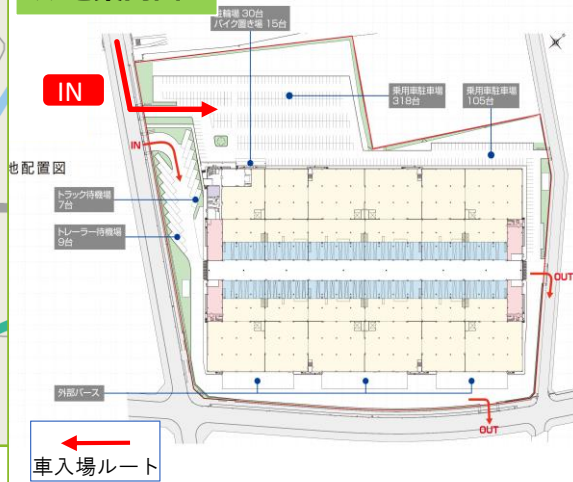 駐輪場 30台
バイク置き場 15台
IN
乗用車駐車場
318台
乗用車駐車場
105台
IN
地配置図
トラック待機場
7台
トレーラー待機場
9台
OUT
外部バース
OUT
車入場ルート